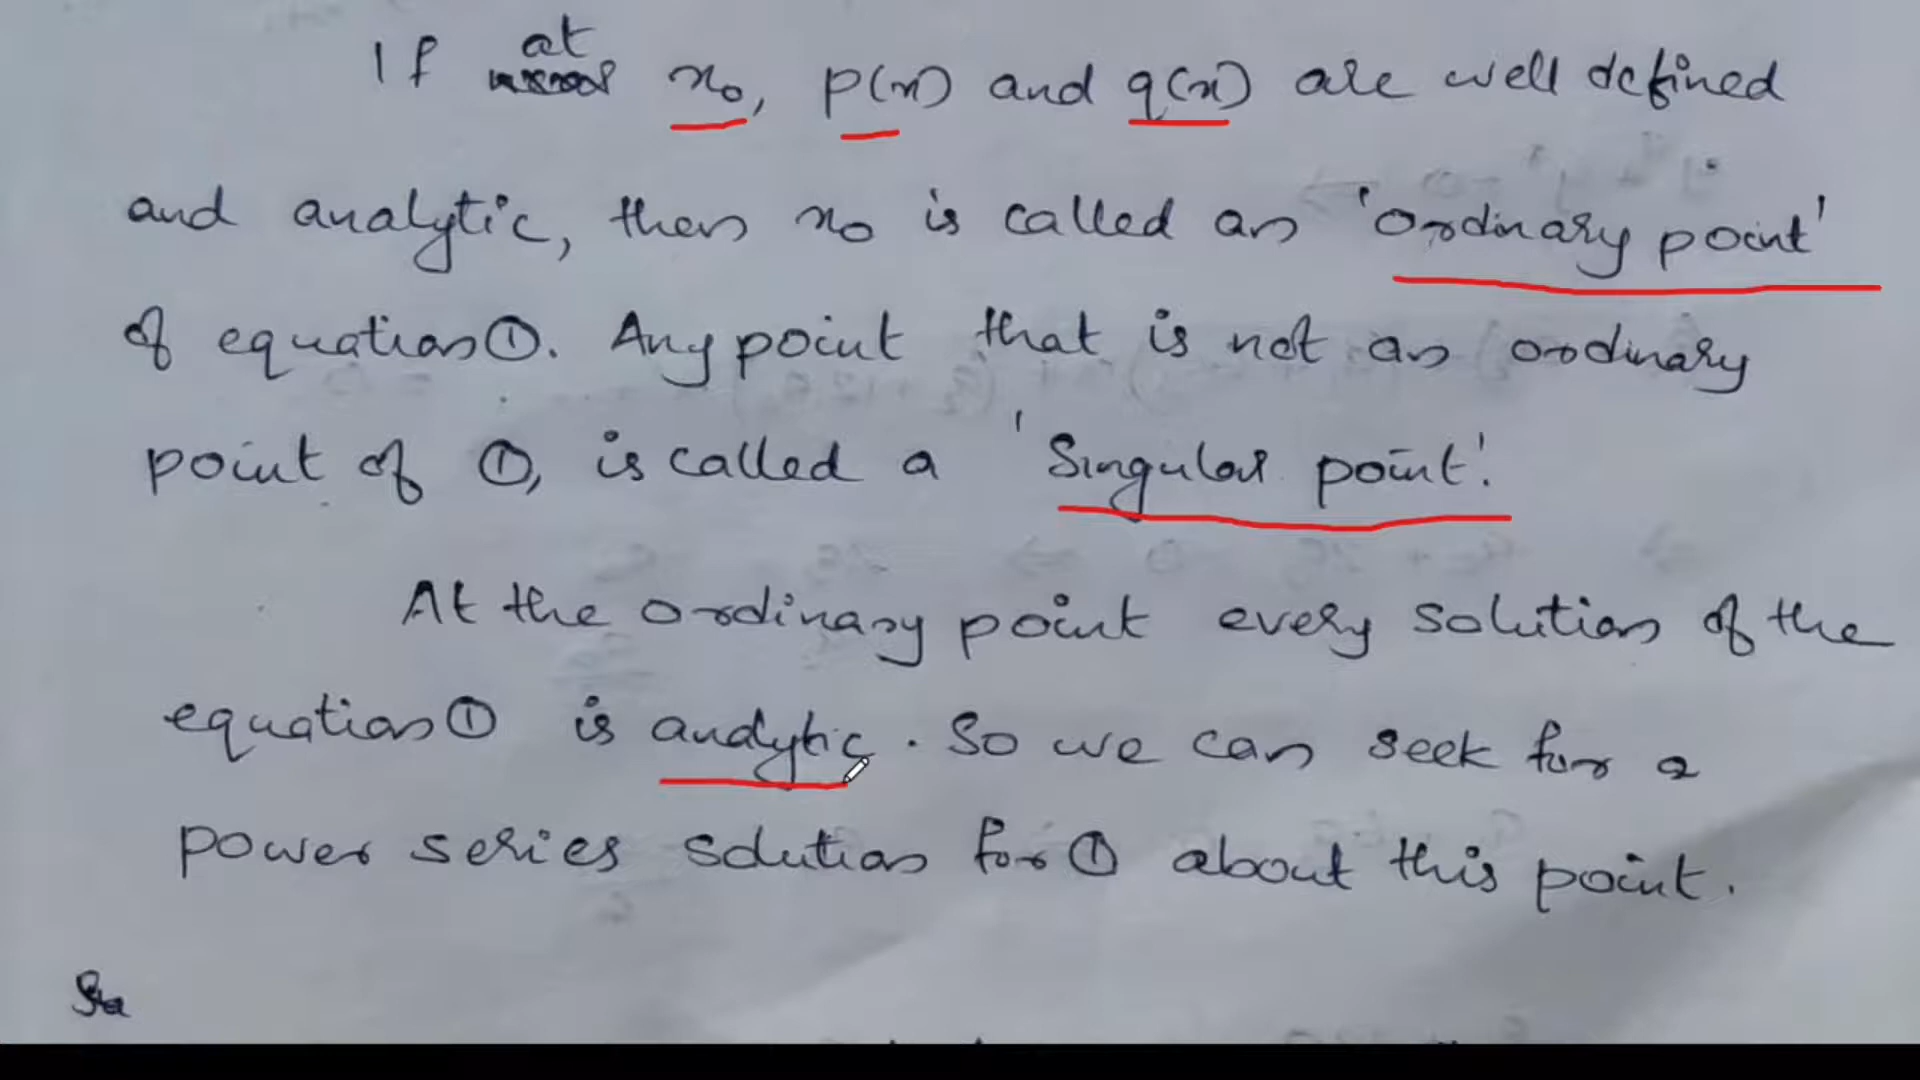 If at x₀, p(x) and q(x) are well defined
and analytic, then x₀ is called an 'ordinary point'
of equation ①. Any point that is not an ordinary
point of ①, is called a 'Singular point'.
At the ordinary point every solution of the
equation ① is analytic. So we can seek for a
power series solution for ① about this point.